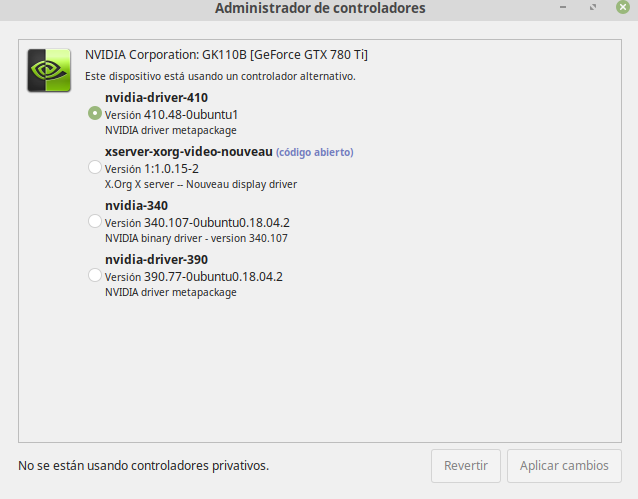 Administrador de controladores
NVIDIA Corporation: GK110B [GeForce GTX 780 Ti]
Este dispositivo está usando un controlador alternativo.
nvidia-driver-410
Versión 410.48-0ubuntu1
NVIDIA driver metapackage
xserver-xorg-video-nouveau (código abierto)
Versión 1:1.0.15-2
X.Org X server -- Nouveau display driver
nvidia-340
Versión 340.107-0ubuntu0.18.04.2
NVIDIA binary driver - version 340.107
nvidia-driver-390
Versión 390.77-0ubuntu0.18.04.2
NVIDIA driver metapackage
No se están usando controladores privativos.
Revertir
Aplicar cambios